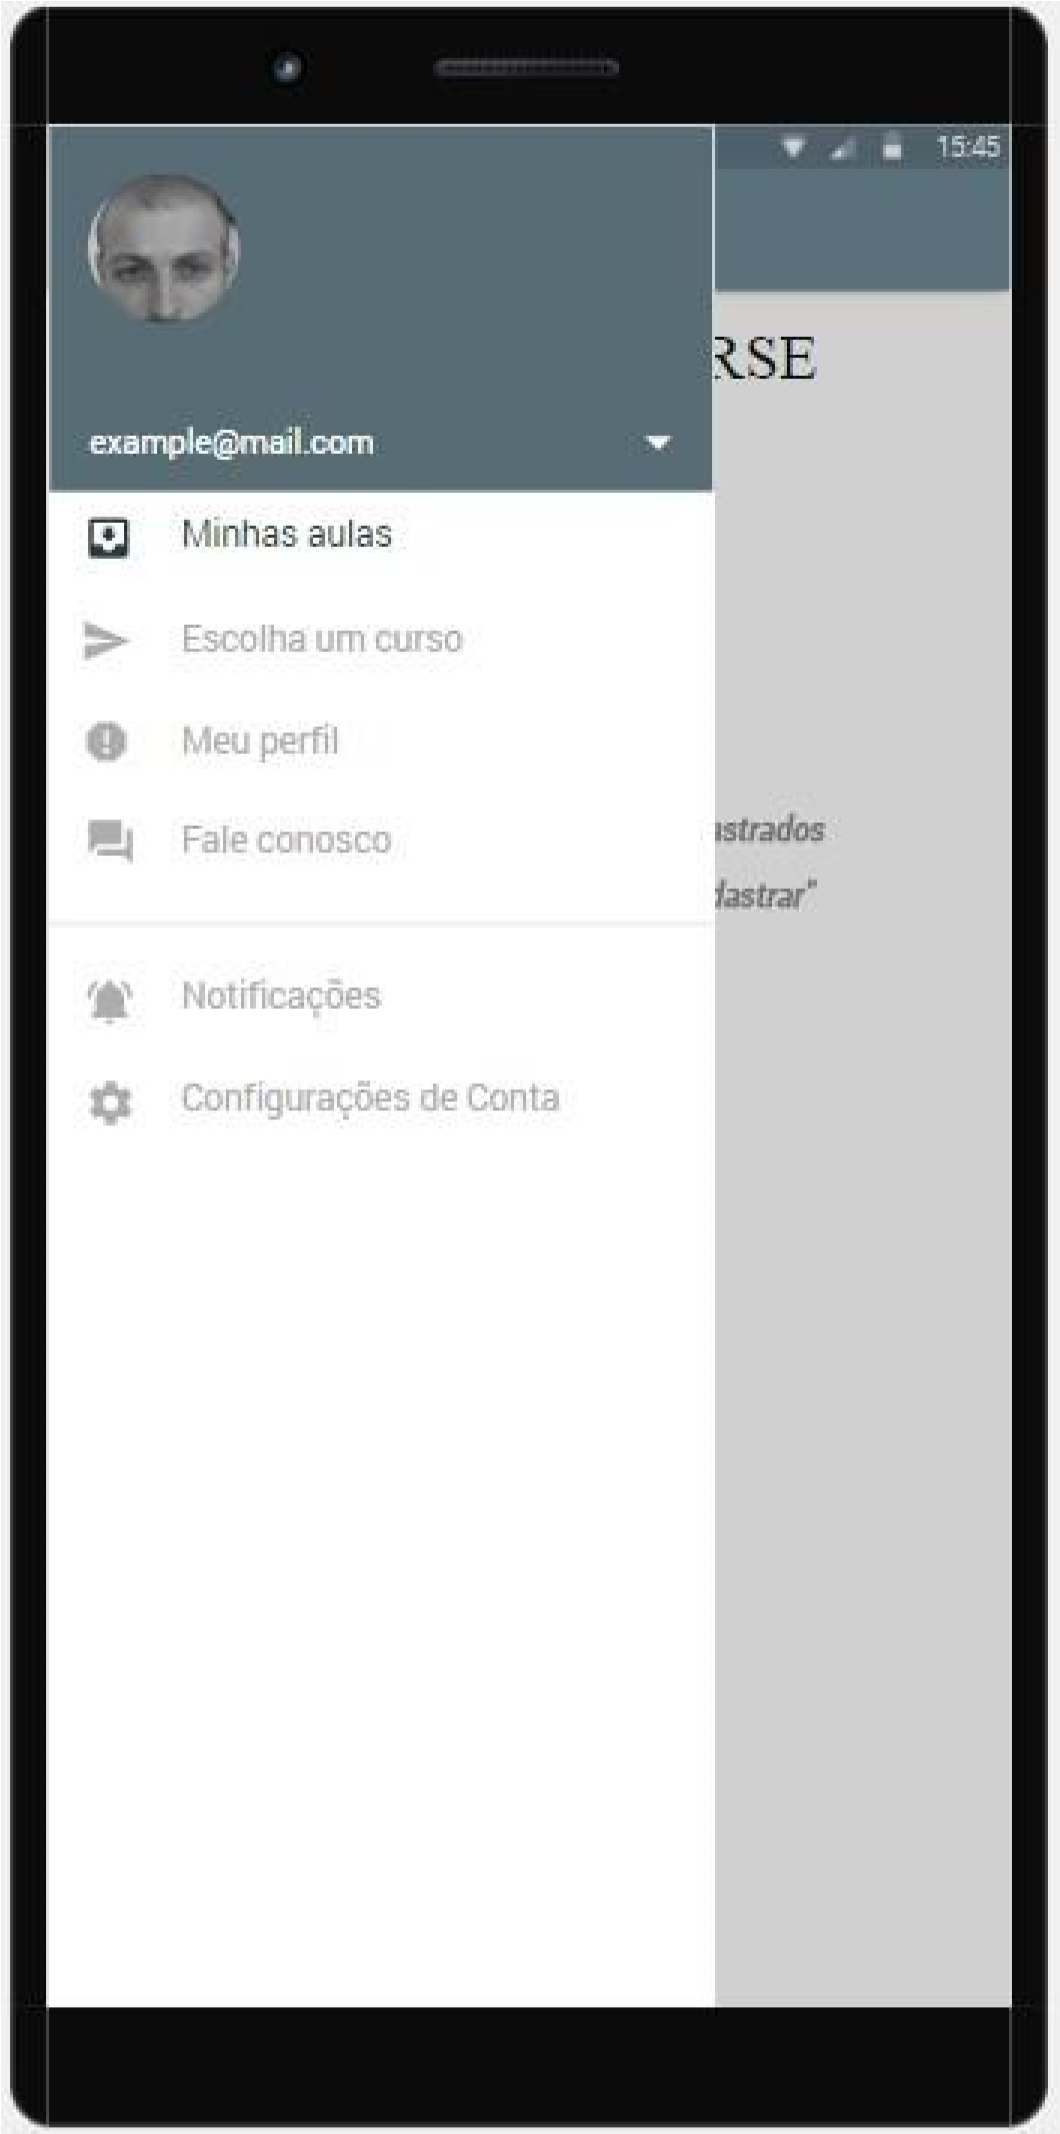 15:45
RSE
example@mail.com
Minhas aulas
Escolha um curso
Meu perfil
Fale conosco
astrados
dastrar"
Notificações
Configurações de Conta